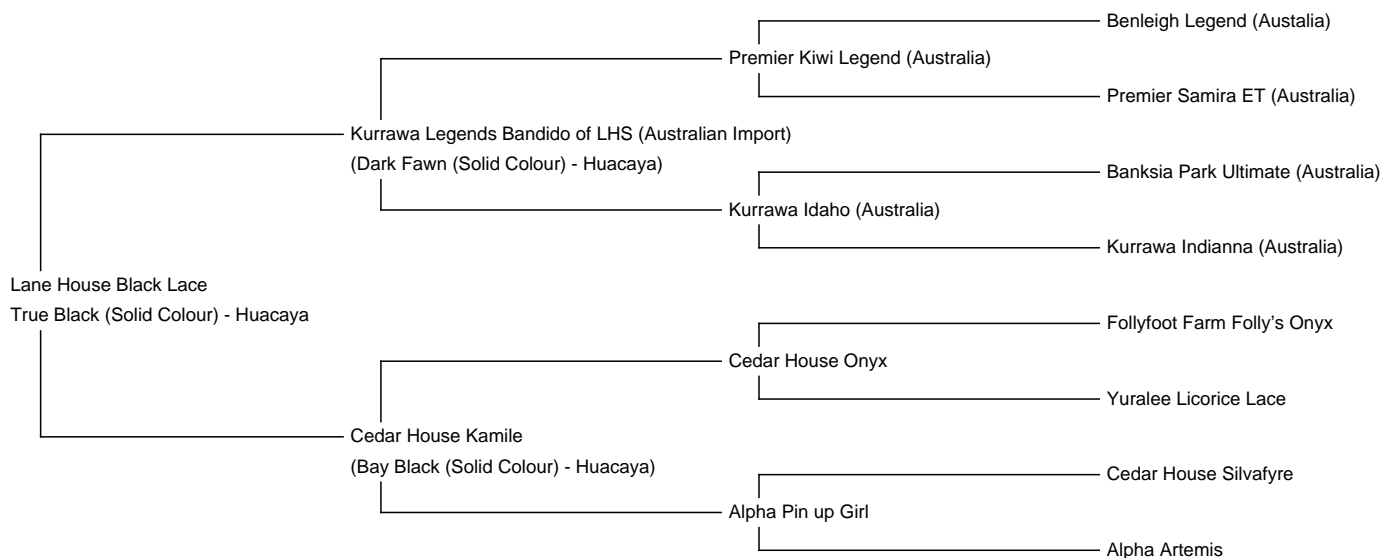 Benleigh Legend (Austalia)
Premier Kiwi Legend (Australia)
Premier Samira ET (Australia)
Kurrawa Legends Bandido of LHS (Australian Import)
(Dark Fawn (Solid Colour) - Huacaya)
Banksia Park Ultimate (Australia)
Kurrawa Idaho (Australia)
Kurrawa Indianna (Australia)
Lane House Black Lace
True Black (Solid Colour) - Huacaya
Follyfoot Farm Folly's Onyx
Cedar House Onyx
Yuralee Licorice Lace
Cedar House Kamile
(Bay Black (Solid Colour) - Huacaya)
Cedar House Silvafyre
Alpha Pin up Girl
Alpha Artemis